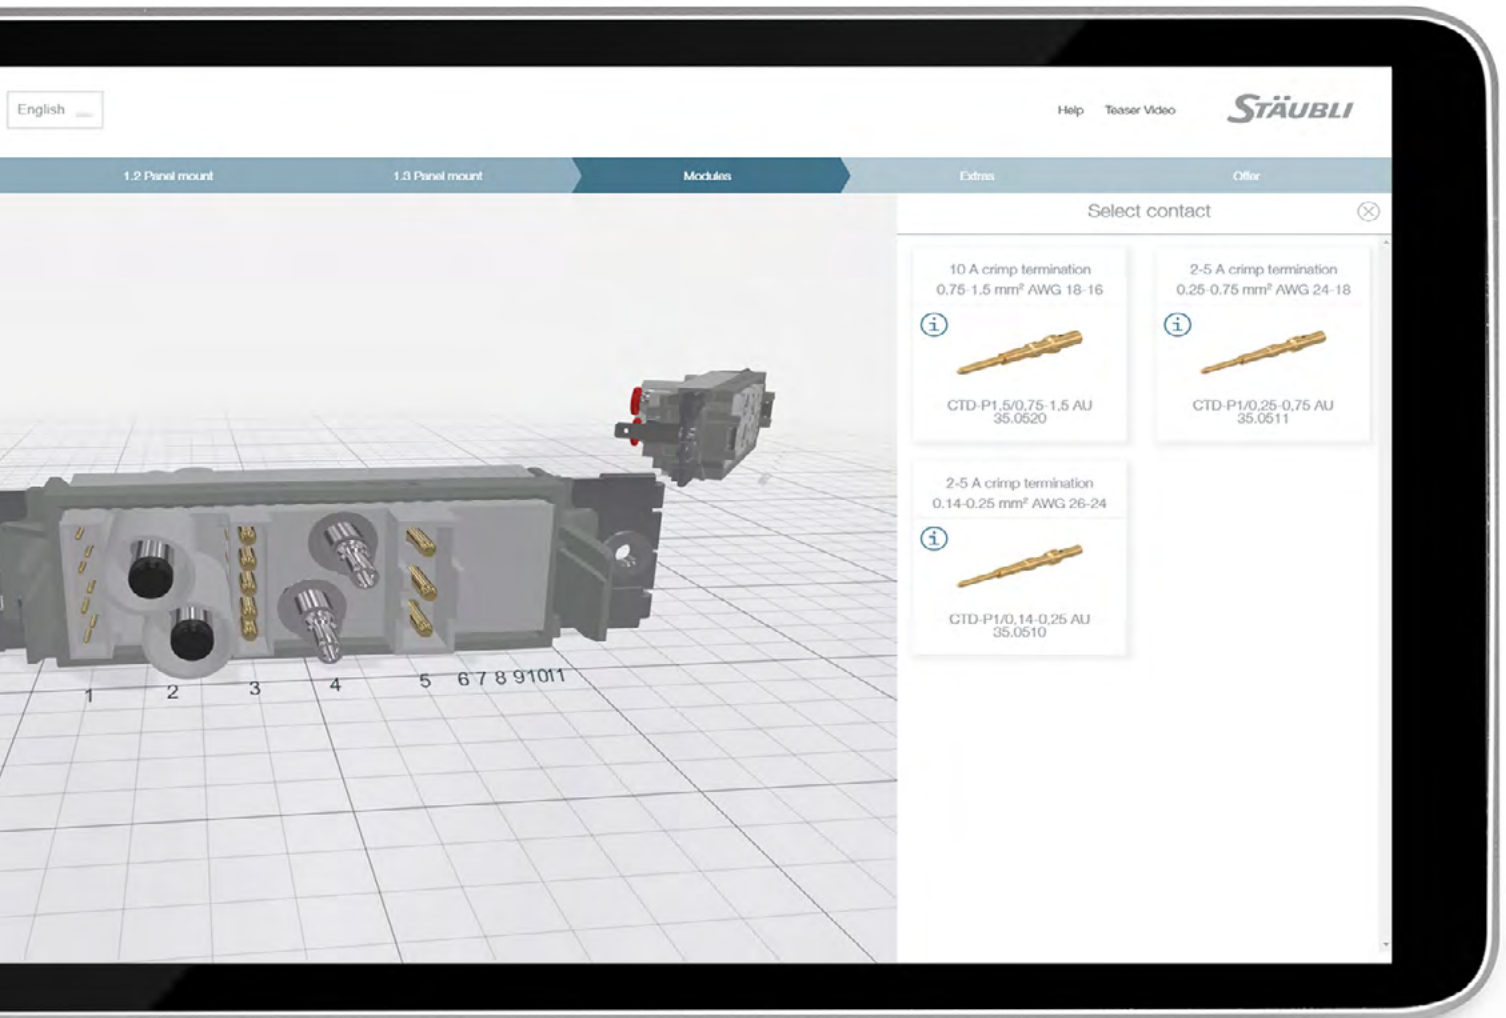 English
Help
Teaser Video
STÄUBLI
1.2 Panel mount
1.3 Panel mount
Modules
Extras
Offer
Select contact
10 A crimp termination
0.75-1.5 mm² AWG 18-16
i
CTD-P1,5/0,75-1,5 AU
35.0520
2-5 A crimp termination
0.25-0.75 mm² AWG 24-18
i
CTD-P1/0,25-0,75 AU
35.0511
2-5 A crimp termination
0.14-0.25 mm² AWG 26-24
i
CTD-P1/0,14-0,25 AU
35.0510
1 2 3 4 5 6 7 8 9 10 11